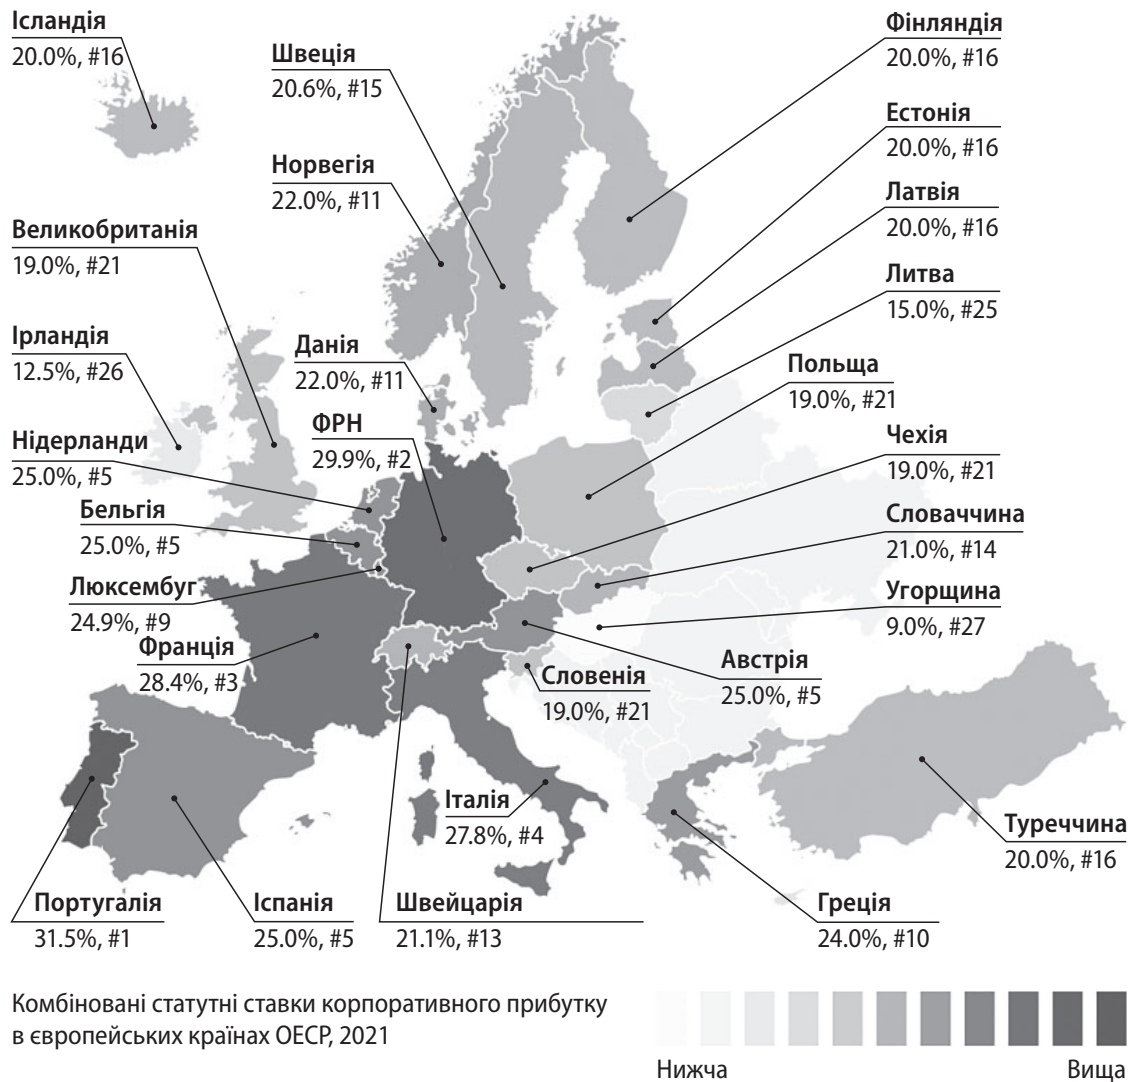 Ісландія
20.0%, #16
Швеція
20.6%, #15
Фінляндія
20.0%, #16
Естонія
20.0%, #16
Норвегія
22.0%, #11
Латвія
20.0%, #16
Великобританія
19.0%, #21
Литва
15.0%, #25
Ірландія
12.5%, #26
Данія
22.0%, #11
Польща
19.0%, #21
ФРН
29.9%, #2
Нідерланди
25.0%, #5
Чехія
19.0%, #21
Бельгія
25.0%, #5
Словаччина
21.0%, #14
Люксембуг
24.9%, #9
Угорщина
9.0%, #27
Франція
28.4%, #3
Словенія
19.0%, #21
Австрія
25.0%, #5
Італія
27.8%, #4
Туреччина
20.0%, #16
Португалія
31.5%, #1
Іспанія
25.0%, #5
Швейцарія
21.1%, #13
Греція
24.0%, #10
Комбіновані статутні ставки корпоративного прибутку
в європейських країнах ОЕСР, 2021
Нижча
Вища